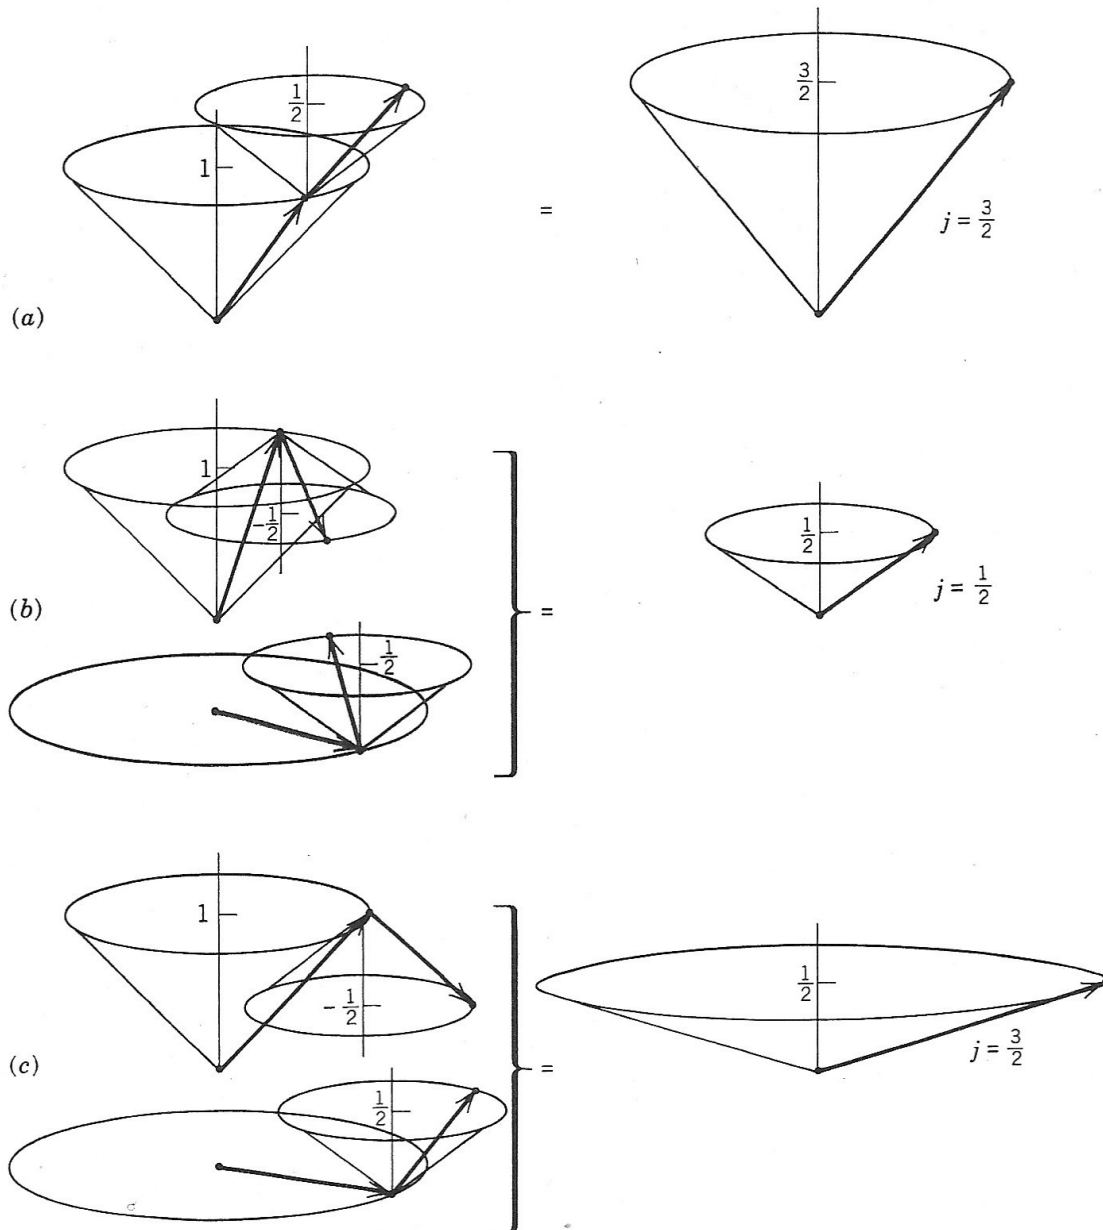 1
1/2
=
3/2
j = 3/2
(a)
1
-1/2
1/2
j = 1/2
(b)
=
-1/2
1
-1/2
1/2
j = 3/2
(c)
=
1/2